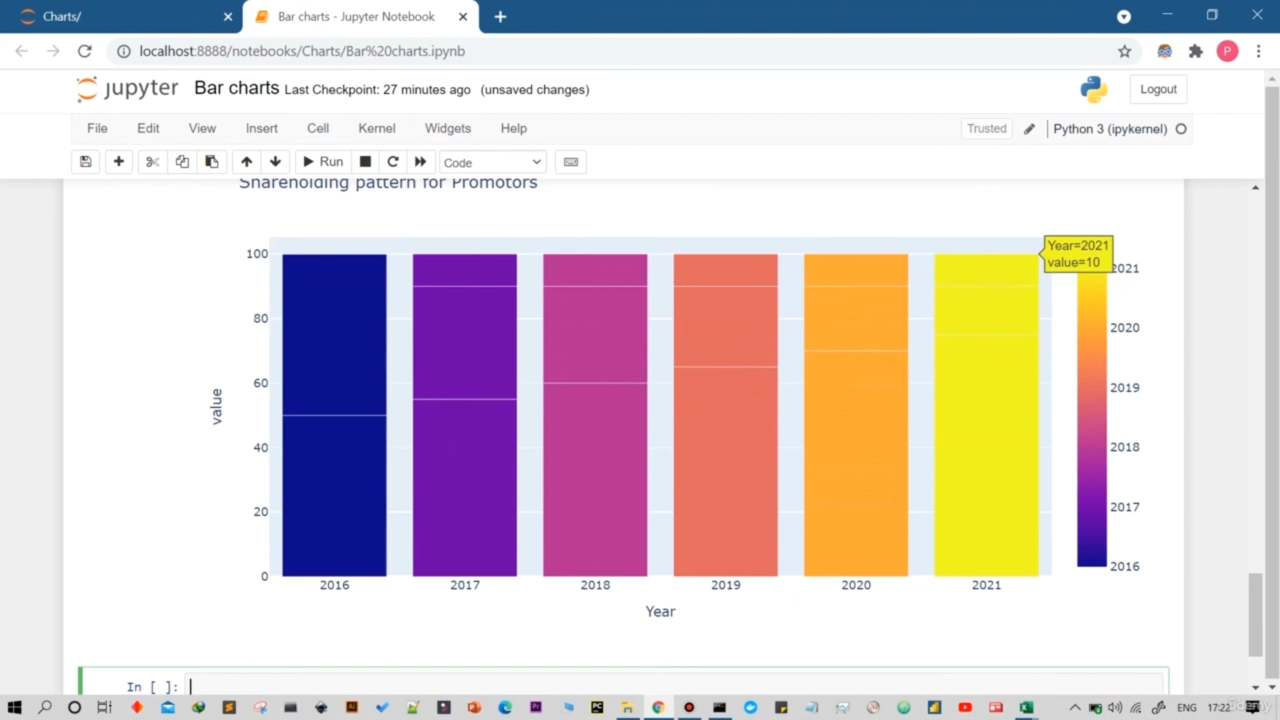 Charts/
Bar charts - Jupyter Notebook
localhost:8888/notebooks/Charts/Bar%20charts.ipynb
P
jupyter Bar charts Last Checkpoint: 27 minutes ago (unsaved changes)
Logout
File Edit View Insert Cell Kernel Widgets Help
Trusted
Python 3 (ipykernel)
Run
Code
Shareholding pattern for Promotors
Year=2021
value=10
100
80
60
40
20
0
value
2016 2017 2018 2019 2020 2021
Year
2021
2020
2019
2018
2017
2016
In [ ]:
ENG 17:22